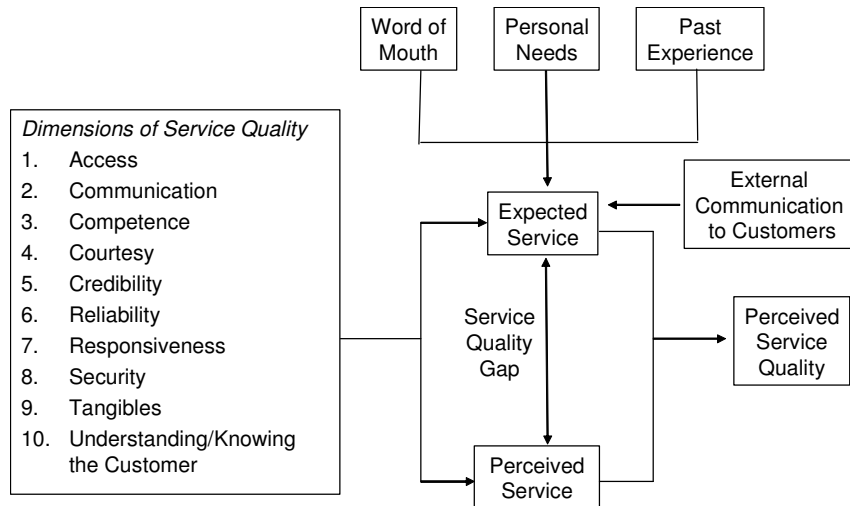 Word of
Mouth
Personal
Needs
Past
Experience
Dimensions of Service Quality
1. Access
2. Communication
3. Competence
4. Courtesy
5. Credibility
6. Reliability
7. Responsiveness
8. Security
9. Tangibles
10. Understanding/Knowing
the Customer
Expected
Service
External
Communication
to Customers
Service
Quality
Gap
Perceived
Service
Quality
Perceived
Service